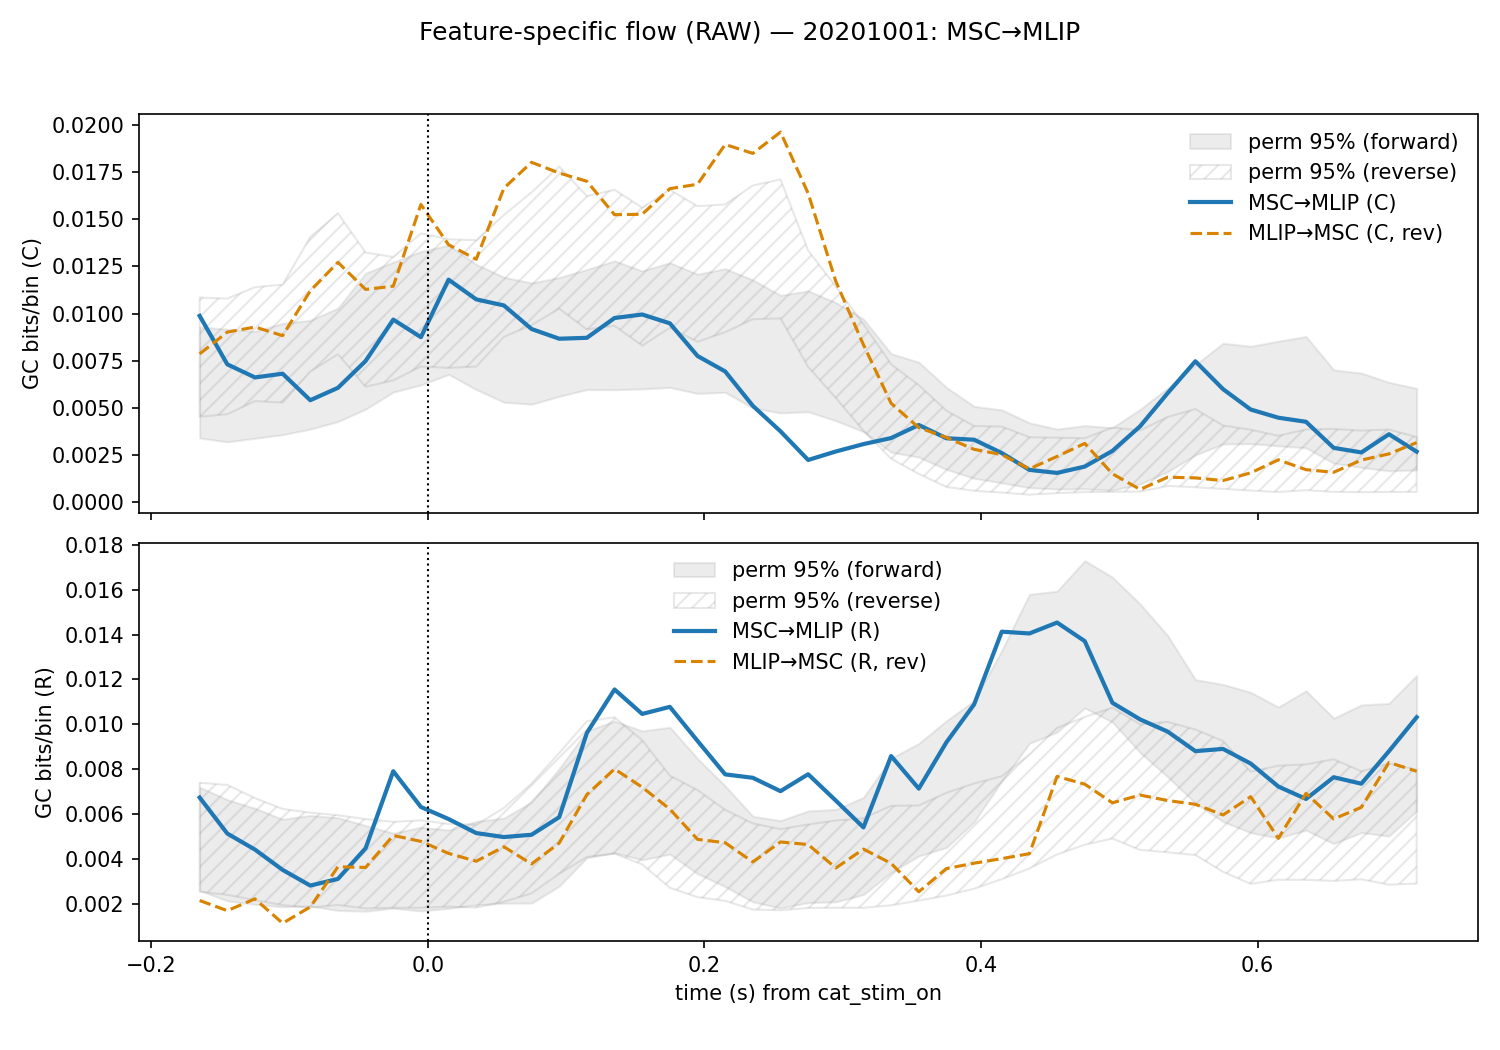 Feature-specific flow (RAW) — 20201001: MSC→MLIP
0.0200
0.0175
0.0150
0.0125
0.0100
0.0075
0.0050
0.0025
0.0000
GC bits/bin (C)
perm 95% (forward)
perm 95% (reverse)
MSC→MLIP (C)
MLIP→MSC (C, rev)
0.018
0.016
0.014
0.012
0.010
0.008
0.006
0.004
0.002
GC bits/bin (R)
perm 95% (forward)
perm 95% (reverse)
MSC→MLIP (R)
MLIP→MSC (R, rev)
−0.2 0.0 0.2 0.4 0.6
time (s) from cat_stim_on